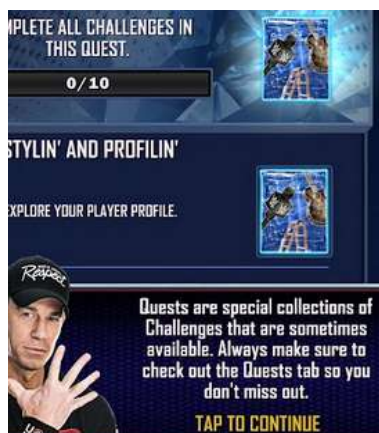 MPLETE ALL CHALLENGES IN
THIS QUEST.
0/10
STYLIN' AND PROFILIN'
EXPLORE YOUR PLAYER PROFILE.
Respect
Quests are special collections of
Challenges that are sometimes
available. Always make sure to
check out the Quests tab so you
don't miss out.
TAP TO CONTINUE